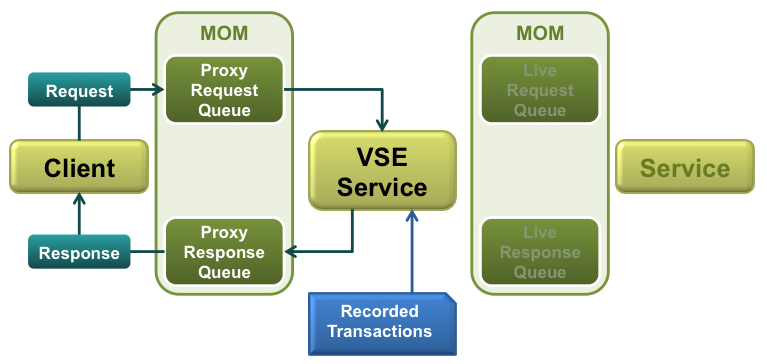 MOM
MOM
Proxy
Request
Queue
Live
Request
Queue
Request
Client
VSE
Service
Service
Response
Proxy
Response
Queue
Live
Response
Queue
Recorded
Transactions